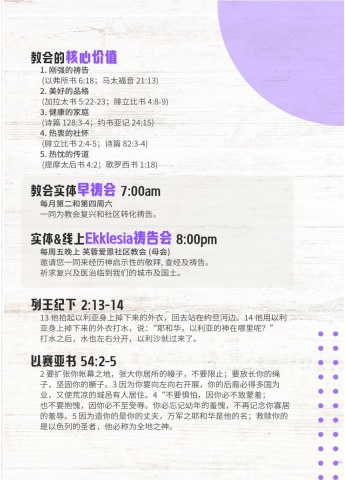 教会的核心价值
1. 刚强的祷告
(以弗所书 6:18；马太福音 21:13)
2. 美好的品格
(加拉太书 5:22-23；腓立比书 4:8-9)
3. 健康的家庭
(诗篇 128:3-4；约书亚记 24:15)
4. 热衷的社怀
(腓立比书 2:4-5；诗篇 82:3-4)
5. 热忱的传道
(提摩太后书 4:2；歌罗西书 1:18)
教会实体早祷会 7:00am
每月第二和第四周六
一同为教会复兴和社区转化祷告。
实体&线上Ekklesia祷告会 8:00pm
每周五晚上 芙蓉爱恩社区教会 (母会)
邀请您一同来经历神启示性的敬拜, 查经及祷告。
祈求复兴及医治临到我们的城市及国土。
列王纪下 2:13-14
13 他拾起以利亚身上掉下来的外衣，回去站在约旦河边。14 他用以利
亚身上掉下来的外衣打水，说：“耶和华，以利亚的神在哪里呢？”
打水之后，水也左右分开，以利沙就过来了。
以赛亚书 54:2-5
2 要扩张你帐幕之地，张大你居所的幔子，不要限止；要放长你的绳
子，坚固你的橛子。3 因为你要向左向右开展，你的后裔必得多国为
业，又使荒凉的城邑有人居住。4 “不要惧怕，因你必不致蒙羞；
也不要抱愧，因你必不至受辱。你必忘记幼年的羞愧，不再记念你寡居
的羞辱。5 因为造你的是你的丈夫，万军之耶和华是他的名；救赎你的
是以色列的圣者，他必称为全地之神。